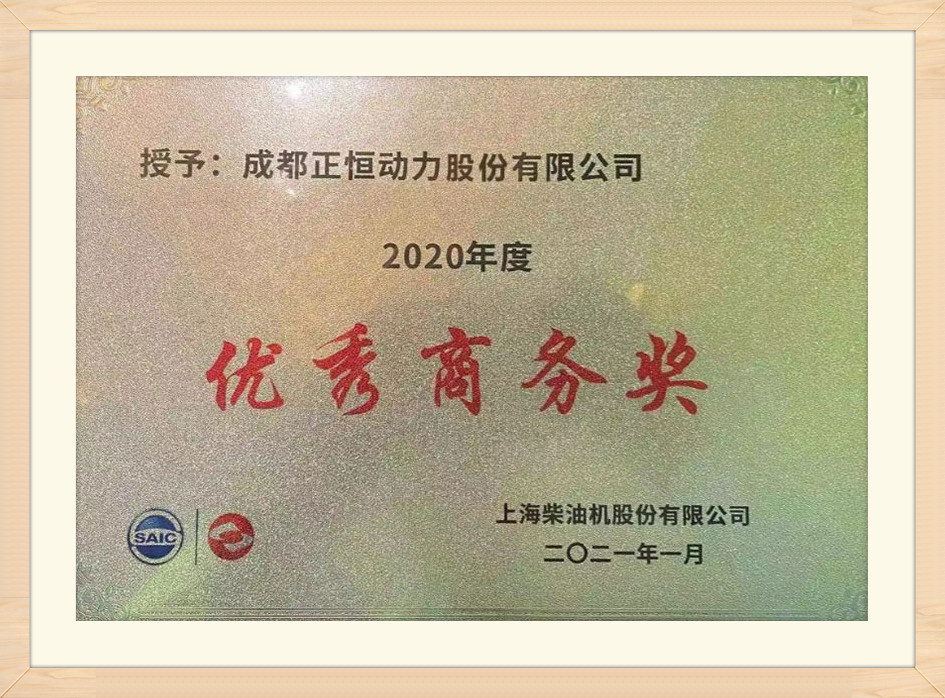 授予：成都正恒动力股份有限公司
2020年度
优秀商务奖
SAIC
上海柴油机股份有限公司
二〇二一年一月